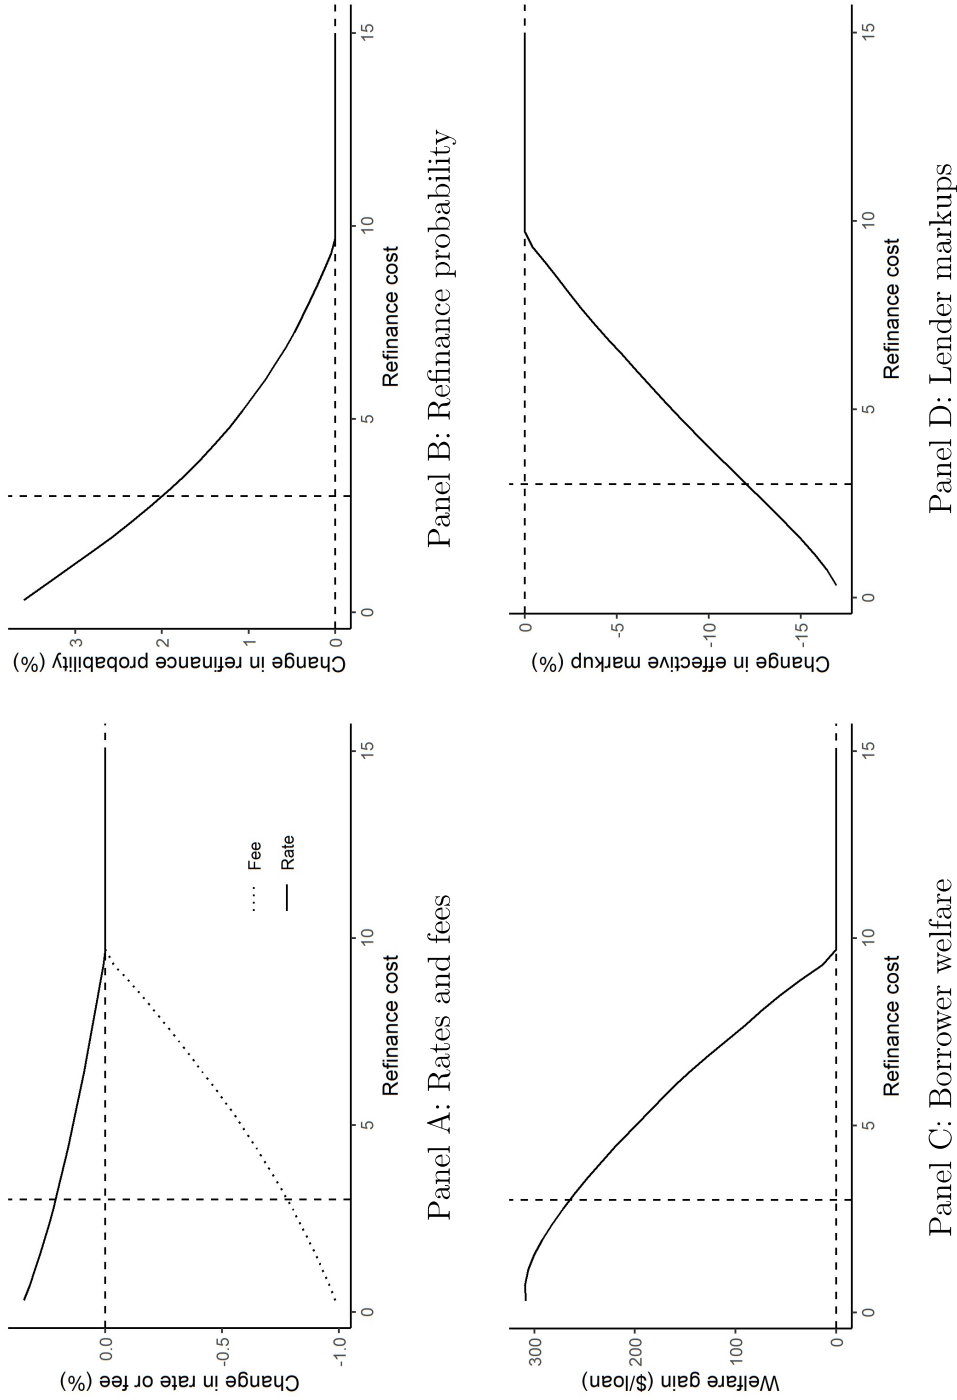 Change in rate or fee (%)
0.0
-0.5
-1.0
0
5
10
15
Refinance cost
Fee
Rate
Panel A: Rates and fees
Change in refinance probability (%)
3
2
1
0
0
5
10
15
Refinance cost
Panel B: Refinance probability
Welfare gain ($/loan)
300
200
100
0
0
5
10
15
Refinance cost
Panel C: Borrower welfare
Change in effective markup (%)
0
-5
-10
-15
0
5
10
15
Refinance cost
Panel D: Lender markups